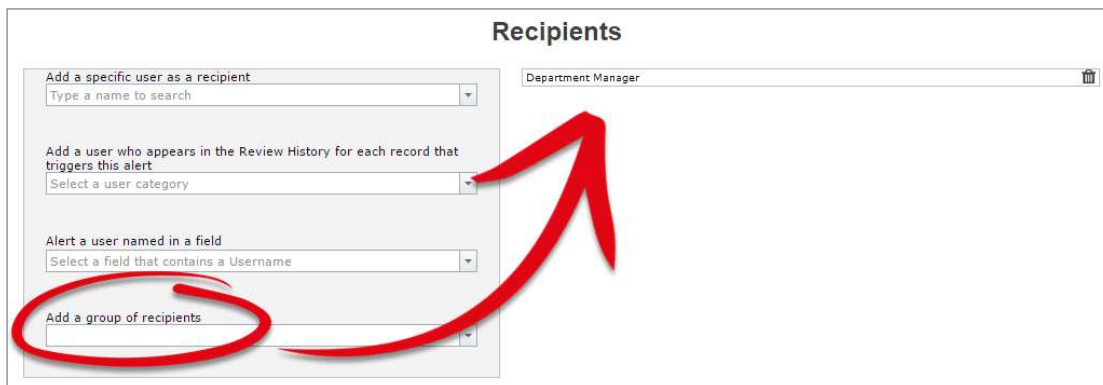 Recipients
Add a specific user as a recipient
Type a name to search
Add a user who appears in the Review History for each record that
triggers this alert
Select a user category
Alert a user named in a field
Select a field that contains a Username
Add a group of recipients
Department Manager